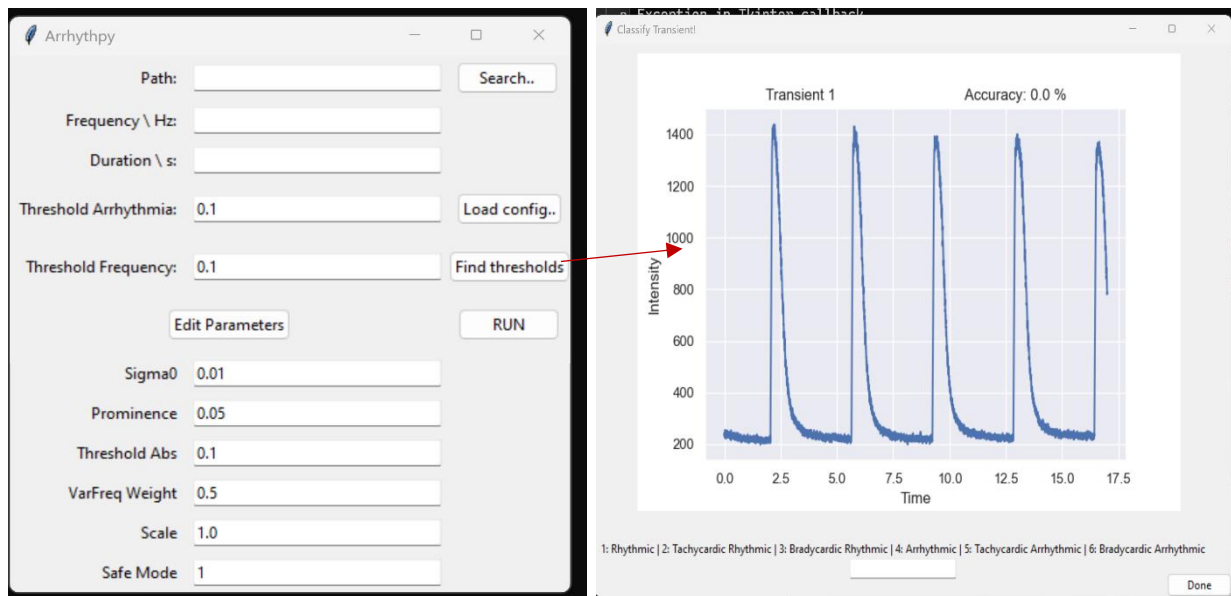 Arrhythpy
Path:
Search..
Frequency \ Hz:
Duration \ s:
Threshold Arrhythmia: 0.1
Load config..
Threshold Frequency: 0.1
Find thresholds
Edit Parameters
RUN
Sigma0 0.01
Prominence 0.05
Threshold Abs 0.1
VarFreq Weight 0.5
Scale 1.0
Safe Mode 1
Exception in Tkinter callback
Classify Transient!
Transient 1
Accuracy: 0.0 %
1400
1200
1000
800
600
400
200
Intensity
0.0 2.5 5.0 7.5 10.0 12.5 15.0 17.5
Time
1: Rhythmic | 2: Tachycardic Rhythmic | 3: Bradycardic Rhythmic | 4: Arrhythmic | 5: Tachycardic Arrhythmic | 6: Bradycardic Arrhythmic
Done